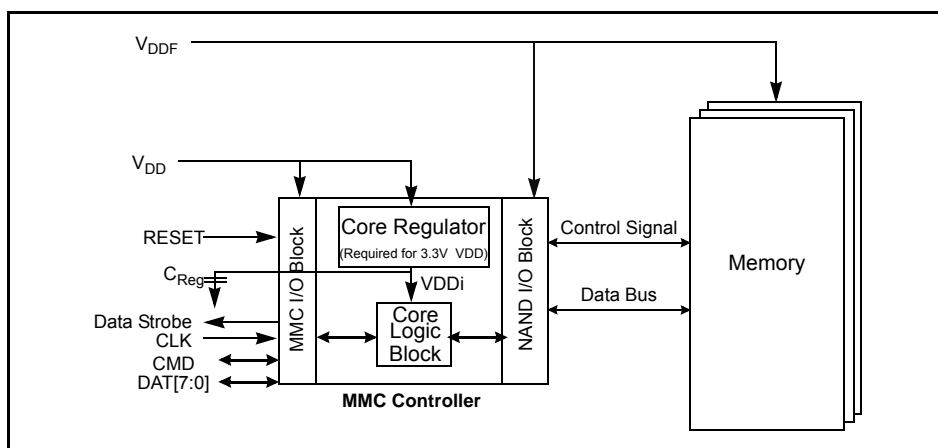 VDDF
VDD
Core Regulator
(Required for 3.3V VDD)
RESET
CReg
VDDi
Data Strobe
CLK
CMD
DAT[7:0]
MMC I/O Block
Core
Logic
Block
NAND I/O Block
Control Signal
Data Bus
Memory
MMC Controller